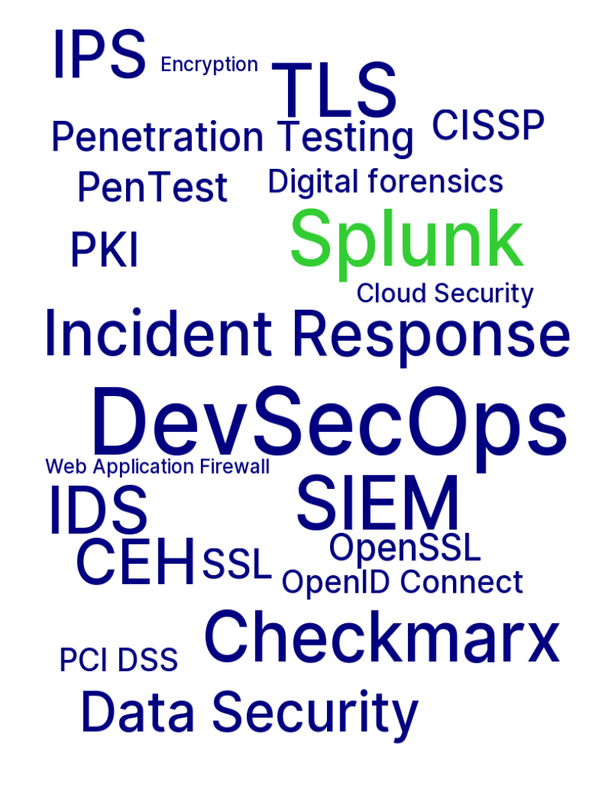 IPS
Encryption
TLS
CISSP
Penetration Testing
PenTest
Digital forensics
PKI
Splunk
Cloud Security
Incident Response
DevSecOps
Web Application Firewall
IDS
SIEM
CEH
SSL
OpenSSL
OpenID Connect
Checkmarx
PCI DSS
Data Security